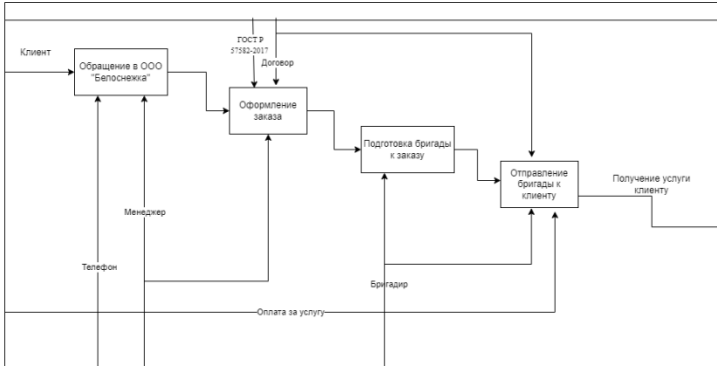 ГОСТ Р
57582-2017
Клиент
Обращение в ООО
"Белоснежка"
Договор
Оформление
заказа
Подготовка бригады
к заказу
Отправление
бригады к
клиенту
Получение услуги
клиенту
Менеджер
Телефон
Бригадир
Оплата за услугу